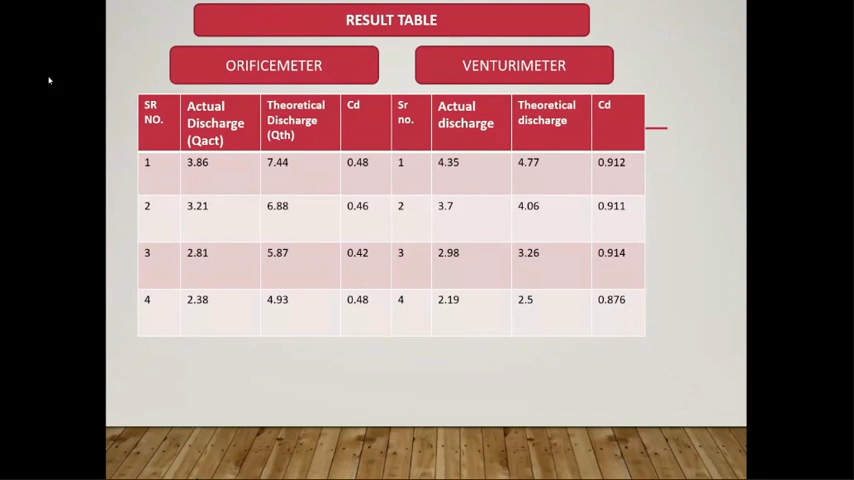 RESULT TABLE
ORIFICEMETER VENTURIMETER
SR NO. Actual Discharge (Qact) Theoretical Discharge (Qth) Cd Sr no. Actual discharge Theoretical discharge Cd
1 3.86 7.44 0.48 1 4.35 4.77 0.912
2 3.21 6.88 0.46 2 3.7 4.06 0.911
3 2.81 5.87 0.42 3 2.98 3.26 0.914
4 2.38 4.93 0.48 4 2.19 2.5 0.876